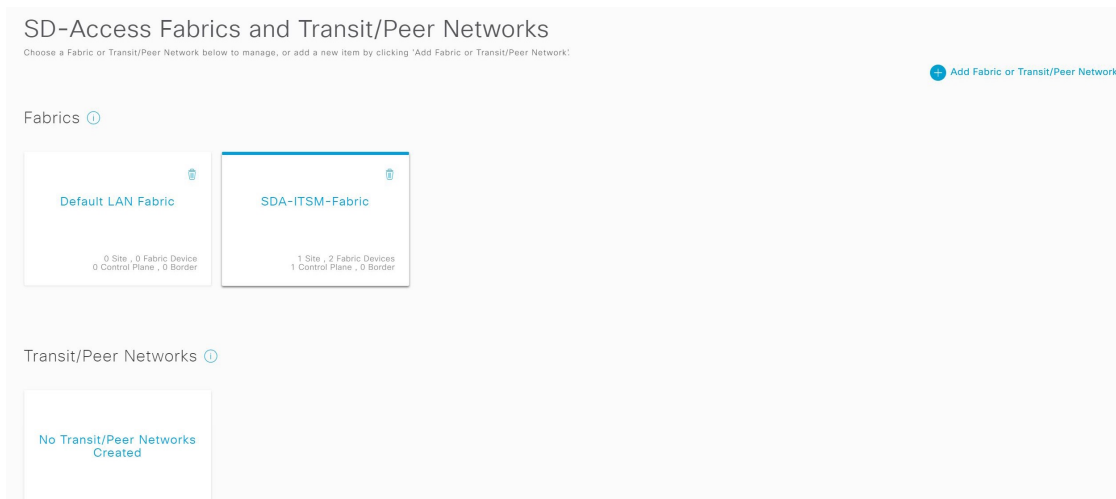 SD-Access Fabrics and Transit/Peer Networks
Choose a Fabric or Transit/Peer Network below to manage, or add a new item by clicking 'Add Fabric or Transit/Peer Network'.
Add Fabric or Transit/Peer Network
Fabrics
Default LAN Fabric
0 Site , 0 Fabric Device
0 Control Plane , 0 Border
SDA-ITSM-Fabric
1 Site , 2 Fabric Devices
1 Control Plane , 0 Border
Transit/Peer Networks
No Transit/Peer Networks
Created